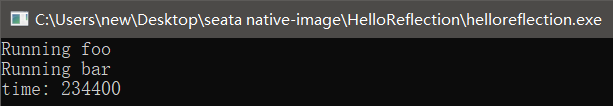 C:\Users\new\Desktop\seata native-image\HelloReflection\helloreflection.exe
Running foo
Running bar
time: 234400